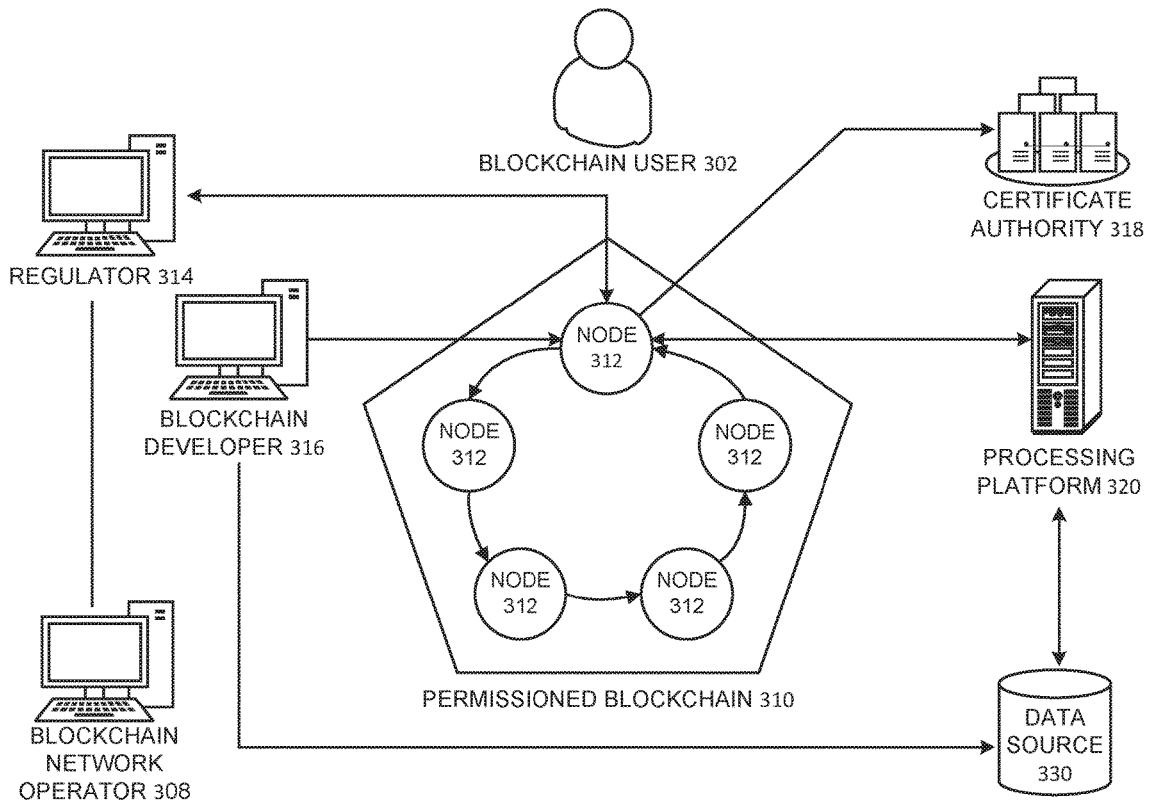 BLOCKCHAIN USER 302
CERTIFICATE
AUTHORITY 318
REGULATOR 314
NODE
312
BLOCKCHAIN
DEVELOPER 316
NODE
312
NODE
312
PROCESSING
PLATFORM 320
NODE
312
NODE
312
PERMISSIONED BLOCKCHAIN 310
BLOCKCHAIN
NETWORK
OPERATOR 308
DATA
SOURCE
330